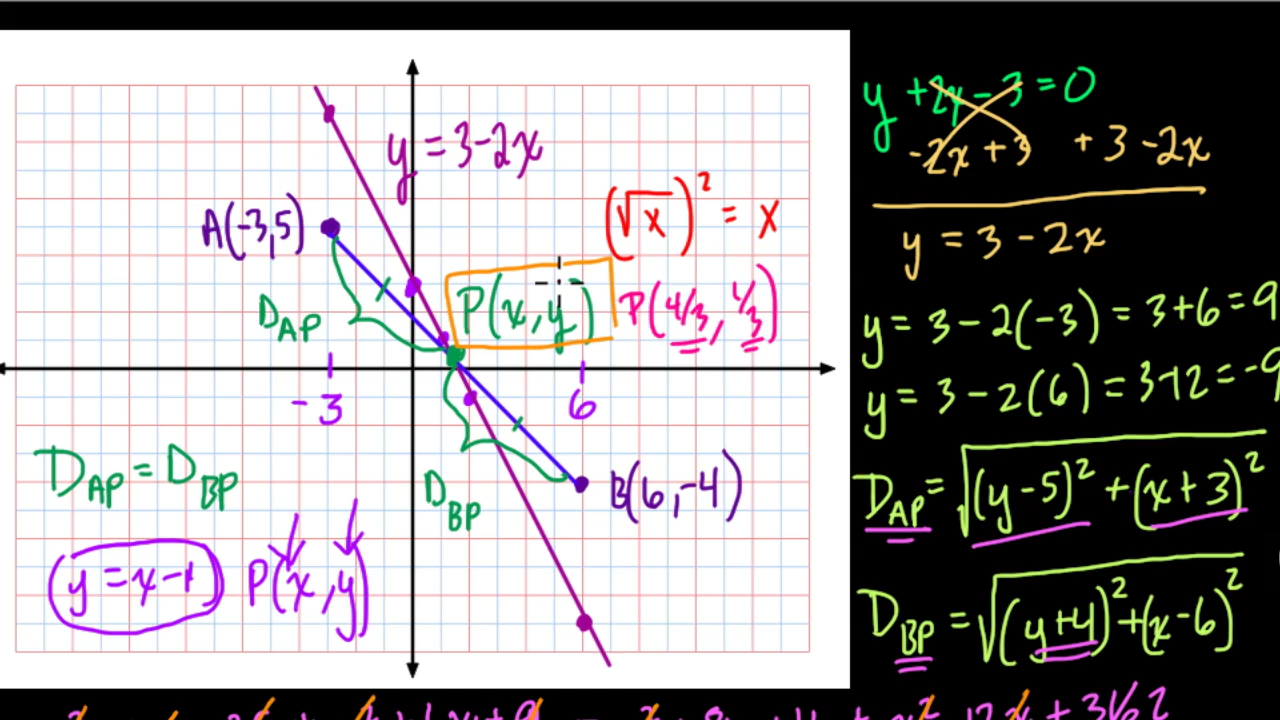 y = 3-2x
A(-3,5)
(√x)² = x
P(x,y) P(4/3, 1/3)
D_AP
-3
6
D_AP = D_BP
D_BP
B(6,-4)
y = x-1 P(x,y)
y +2x - 3 = 0
-2x + 3 + 3 - 2x
y = 3 - 2x
y = 3 - 2(-3) = 3+6 = 9
y = 3 - 2(6) = 3-12 = -9
D_AP = √(y-5)² + (x+3)²
D_BP = √(y+4)² + (x-6)²